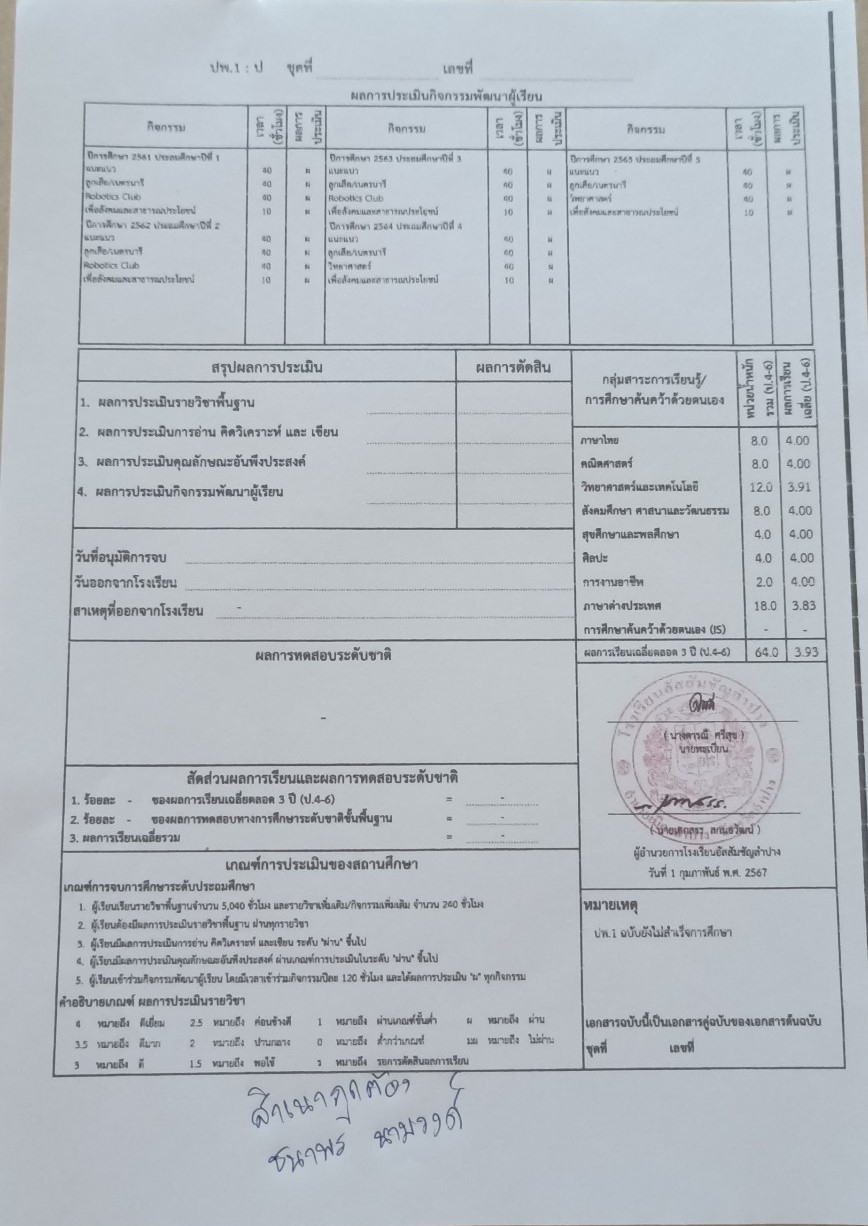 ปพ.1 : ป ชุดที่ เลขที่
ผลการประเมินกิจกรรมพัฒนาผู้เรียน
กิจกรรม เวลา (ชั่วโมง) ผลการประเมิน กิจกรรม เวลา (ชั่วโมง) ผลการประเมิน กิจกรรม เวลา (ชั่วโมง) ผลการประเมิน
ปีการศึกษา 2561 ประถมศึกษาปีที่ 1
แนะแนว 40 ผ
ลูกเสือ/เนตรนารี 40 ผ
Robotics Club 40 ผ
เพื่อสังคมและสาธารณประโยชน์ 10 ผ
ปีการศึกษา 2562 ประถมศึกษาปีที่ 2
แนะแนว 40 ผ
ลูกเสือ/เนตรนารี 40 ผ
Robotics Club 40 ผ
เพื่อสังคมและสาธารณประโยชน์ 10 ผ
ปีการศึกษา 2563 ประถมศึกษาปีที่ 3
แนะแนว 40 ผ
ลูกเสือ/เนตรนารี 40 ผ
Robotics Club 40 ผ
เพื่อสังคมและสาธารณประโยชน์ 10 ผ
ปีการศึกษา 2564 ประถมศึกษาปีที่ 4
แนะแนว 40 ผ
ลูกเสือ/เนตรนารี 40 ผ
วิทยาศาสตร์ 40 ผ
เพื่อสังคมและสาธารณประโยชน์ 10 ผ
ปีการศึกษา 2565 ประถมศึกษาปีที่ 5
แนะแนว 40 ผ
ลูกเสือ/เนตรนารี 40 ผ
วิทยาศาสตร์ 40 ผ
เพื่อสังคมและสาธารณประโยชน์ 10 ผ
สรุปผลการประเมิน ผลการตัดสิน
1. ผลการประเมินรายวิชาพื้นฐาน
2. ผลการประเมินการอ่าน คิดวิเคราะห์ และ เขียน
3. ผลการประเมินคุณลักษณะอันพึงประสงค์
4. ผลการประเมินกิจกรรมพัฒนาผู้เรียน
วันที่อนุมัติการจบ
วันออกจากโรงเรียน
สาเหตุที่ออกจากโรงเรียน -
ผลการทดสอบระดับชาติ
-
สัดส่วนผลการเรียนและผลการทดสอบระดับชาติ
1. ร้อยละ - ของผลการเรียนเฉลี่ยตลอด 3 ปี (ป.4-6) = -
2. ร้อยละ - ของผลการทดสอบทางการศึกษาระดับชาติขั้นพื้นฐาน = -
3. ผลการเรียนเฉลี่ยรวม = -
เกณฑ์การประเมินของสถานศึกษา
เกณฑ์การจบการศึกษาระดับประถมศึกษา
1. ผู้เรียนเรียนรายวิชาพื้นฐานจำนวน 5,040 ชั่วโมง และรายวิชาเพิ่มเติม/กิจกรรมเพิ่มเติม จำนวน 240 ชั่วโมง
2. ผู้เรียนต้องมีผลการประเมินรายวิชาพื้นฐาน ผ่านทุกรายวิชา
3. ผู้เรียนมีผลการประเมินการอ่าน คิดวิเคราะห์ และเขียน ระดับ "ผ่าน" ขึ้นไป
4. ผู้เรียนมีผลการประเมินคุณลักษณะอันพึงประสงค์ ผ่านเกณฑ์การประเมินในระดับ "ผ่าน" ขึ้นไป
5. ผู้เรียนเข้าร่วมกิจกรรมพัฒนาผู้เรียน โดยมีเวลาเข้าร่วมกิจกรรมปีละ 120 ชั่วโมง และได้ผลการประเมิน "ผ" ทุกกิจกรรม
คำอธิบายเกณฑ์ ผลการประเมินรายวิชา
4 หมายถึง ดีเยี่ยม 2.5 หมายถึง ค่อนข้างดี 1 หมายถึง ผ่านเกณฑ์ขั้นต่ำ ผ หมายถึง ผ่าน
3.5 หมายถึง ดีมาก 2 หมายถึง ปานกลาง 0 หมายถึง ต่ำกว่าเกณฑ์ มผ หมายถึง ไม่ผ่าน
3 หมายถึง ดี 1.5 หมายถึง พอใช้ ร หมายถึง รอการตัดสินผลการเรียน
กลุ่มสาระการเรียนรู้/ การศึกษาค้นคว้าด้วยตนเอง หน่วยน้ำหนักรวม (ป.4-6) ผลการเรียนเฉลี่ย (ป.4-6)
ภาษาไทย 8.0 4.00
คณิตศาสตร์ 8.0 4.00
วิทยาศาสตร์และเทคโนโลยี 12.0 3.91
สังคมศึกษา ศาสนาและวัฒนธรรม 8.0 4.00
สุขศึกษาและพลศึกษา 4.0 4.00
ศิลปะ 4.0 4.00
การงานอาชีพ 2.0 4.00
ภาษาต่างประเทศ 18.0 3.83
การศึกษาค้นคว้าด้วยตนเอง (IS) - -
ผลการเรียนเฉลี่ยตลอด 3 ปี (ป.4-6) 64.0 3.93
โรงเรียนอัสสัมชัญลำปาง
( นางดารณี ศรีสุข )
นายทะเบียน
ผู้อำนวยการโรงเรียนอัสสัมชัญลำปาง
วันที่ 1 กุมภาพันธ์ พ.ศ. 2567
หมายเหตุ
ปพ.1 ฉบับยังไม่สำเร็จการศึกษา
เอกสารฉบับนี้เป็นเอกสารคู่ฉบับของเอกสารต้นฉบับ
ชุดที่ เลขที่
สำเนาถูกต้อง
ธนาพร นามวงค์